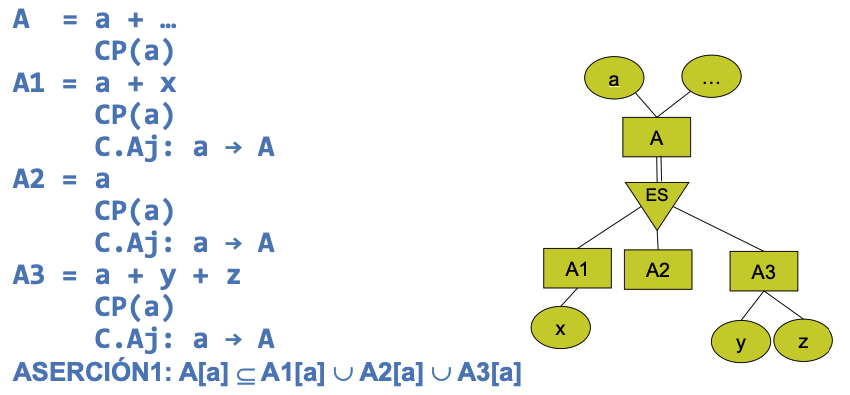 A  = a + …
     CP(a)
A1 = a + x
     CP(a)
     C.Aj: a → A
A2 = a
     CP(a)
     C.Aj: a → A
A3 = a + y + z
     CP(a)
     C.Aj: a → A
ASERCIÓN1: A[a] ⊆ A1[a] ∪ A2[a] ∪ A3[a]
a
…
A
ES
A1
A2
A3
x
y
z